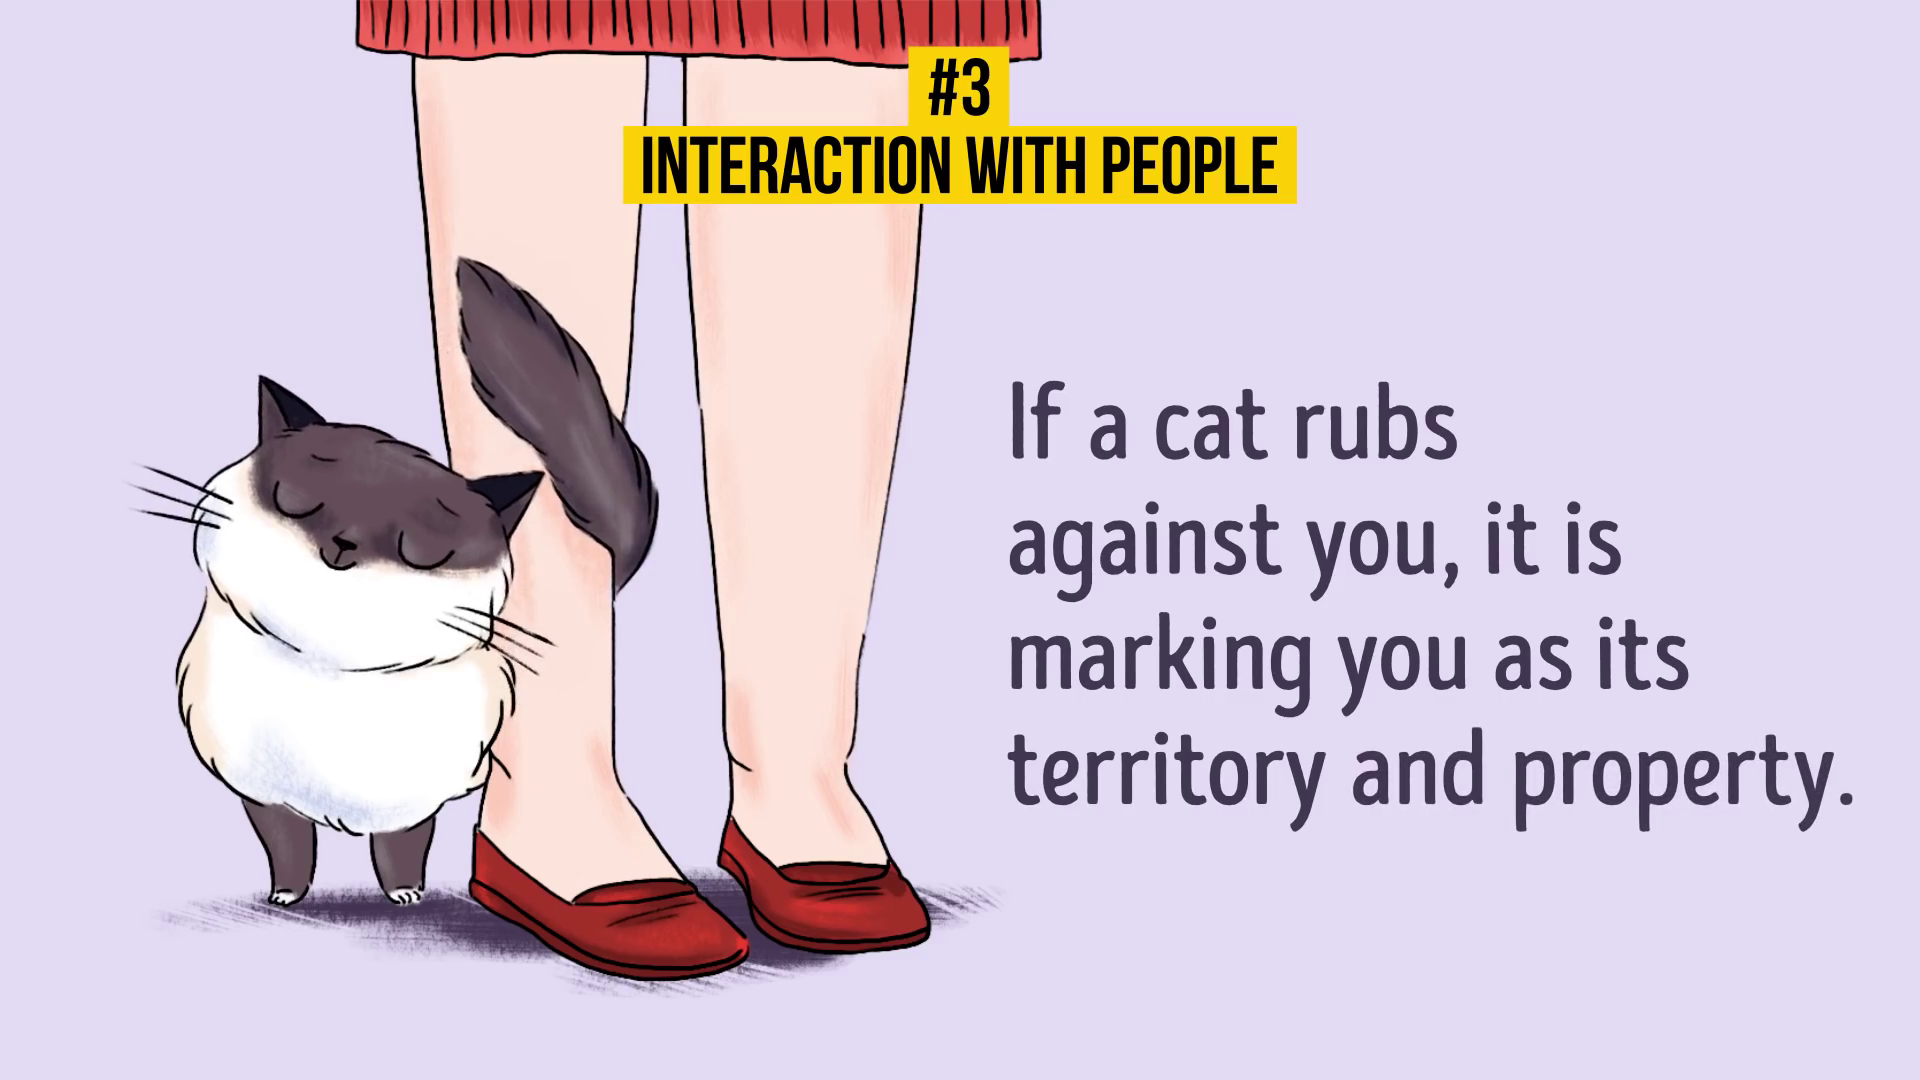 #3
INTERACTION WITH PEOPLE
If a cat rubs
against you, it is
marking you as its
territory and property.